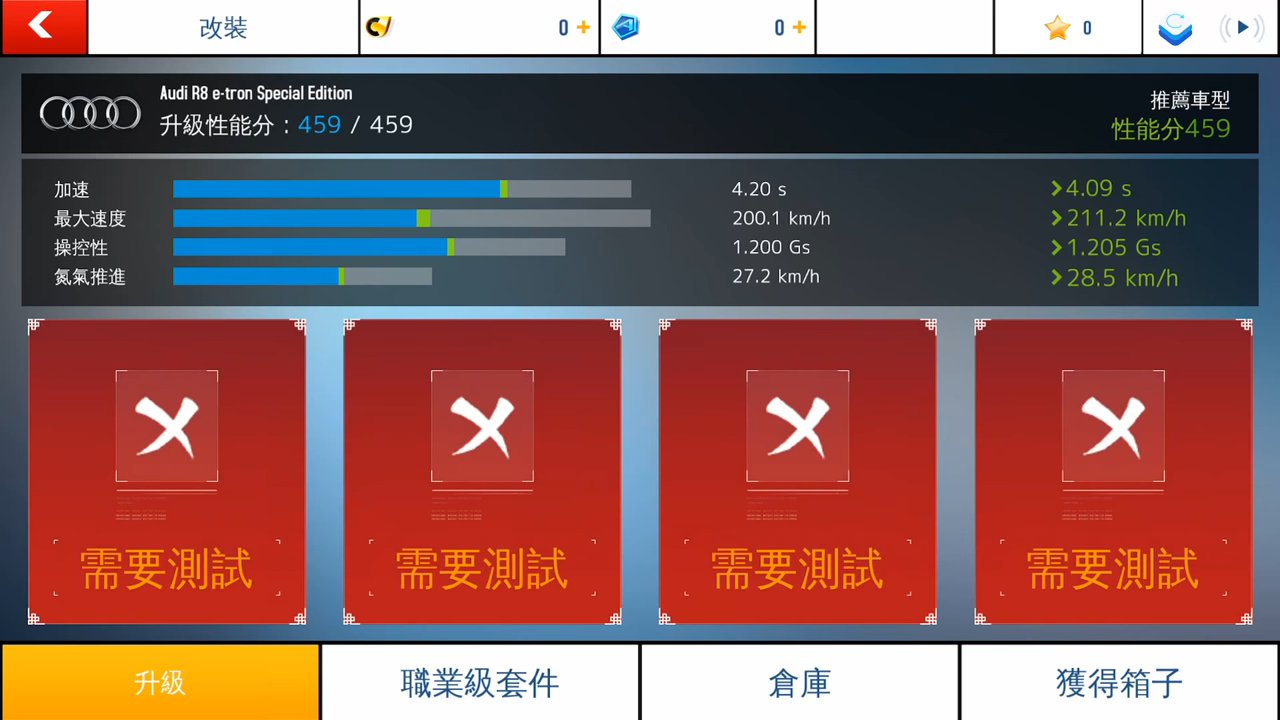 改裝
0
0
0
Audi R8 e-tron Special Edition
升級性能分：459 / 459
推薦車型
性能分459
加速 4.20 s 4.09 s
最大速度 200.1 km/h 211.2 km/h
操控性 1.200 Gs 1.205 Gs
氮氣推進 27.2 km/h 28.5 km/h
需要測試 需要測試 需要測試 需要測試
升級 職業級套件 倉庫 獲得箱子